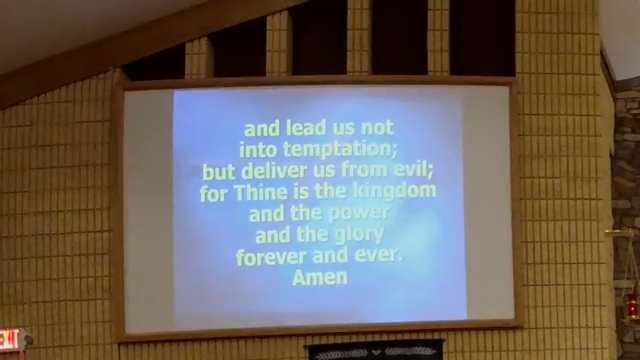 and lead us not
into temptation;
but deliver us from evil;
for Thine is the kingdom
and the power
and the glory
forever and ever.
Amen
EXIT